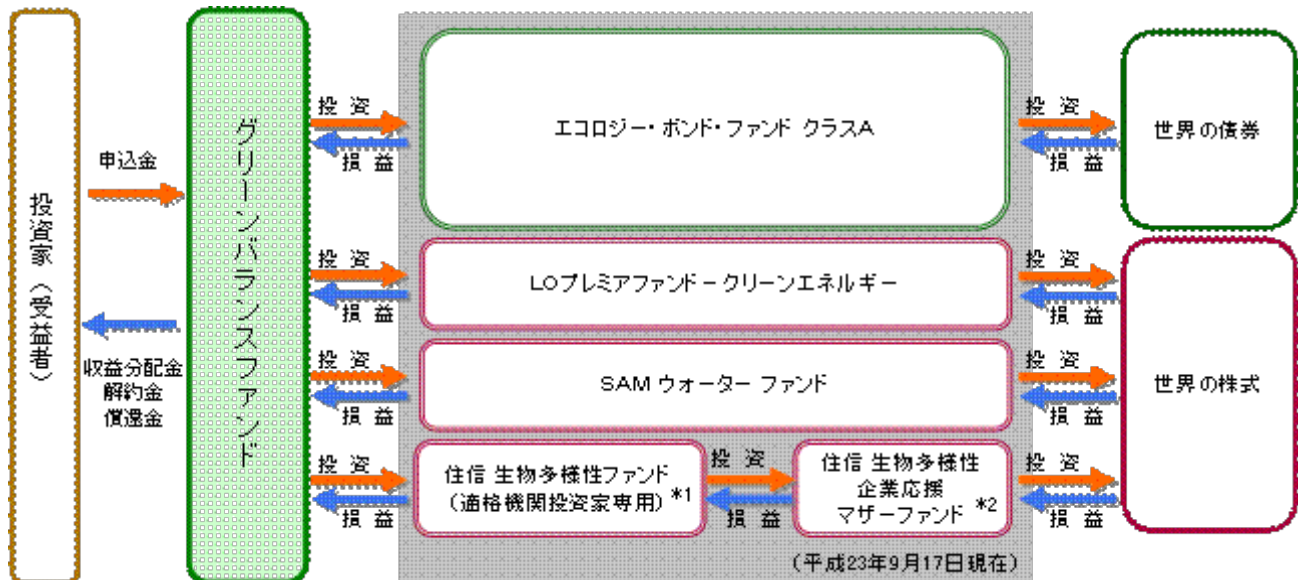 投資家（受益者）
申込金
収益分配金
解約金
償還金
グリーンバランスファンド
投資
損益
エコロジー・ボンド・ファンド クラスA
投資
損益
世界の債券
投資
損益
LOプレミアファンド－クリーンエネルギー
投資
損益
投資
損益
SAM ウォーター ファンド
投資
損益
世界の株式
投資
損益
住信 生物多様性ファンド
（適格機関投資家専用） *1
投資
損益
住信 生物多様性
企業応援
マザーファンド *2
投資
損益
（平成23年9月17日現在）